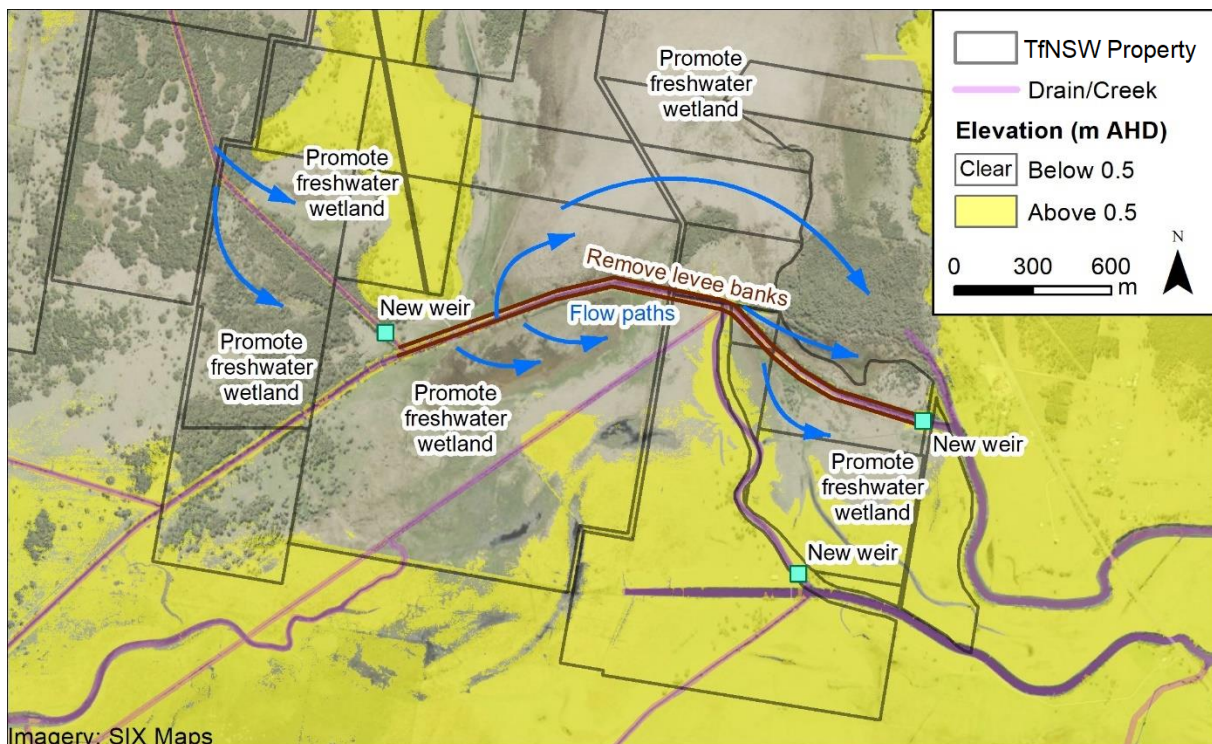 Promote
freshwater
wetland
TfNSW Property
Drain/Creek
Elevation (m AHD)
Clear Below 0.5
Above 0.5
N
0 300 600
m
Promote
freshwater
wetland
Remove levee banks
New weir
Flow paths
Promote
freshwater
wetland
Promote
freshwater
wetland
New weir
Promote
freshwater
wetland
New weir
Imagery: SIX Maps